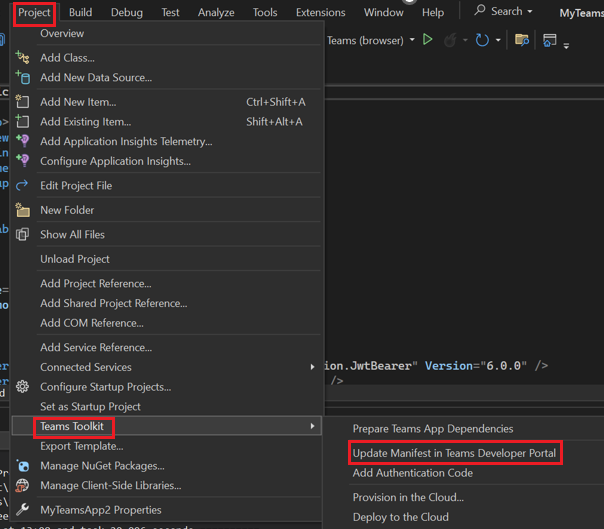 Project Build Debug Test Analyze Tools Extensions Window Help Search MyTeams
Overview
Teams (browser)
Add Class...
Add New Data Source...
Add New Item... Ctrl+Shift+A
Add Existing Item... Shift+Alt+A
Add Application Insights Telemetry...
Configure Application Insights...
Edit Project File
New Folder
Show All Files
Unload Project
Add Project Reference...
Add Shared Project Reference...
Add COM Reference...
Add Service Reference...
Connected Services ion.JwtBearer" Version="6.0.0" />
Configure Startup Projects... />
Set as Startup Project
Teams Toolkit
Prepare Teams App Dependencies
Export Template...
Update Manifest in Teams Developer Portal
Manage NuGet Packages...
Add Authentication Code
Manage Client-Side Libraries...
Provision in the Cloud...
MyTeamsApp2 Properties
Deploy to the Cloud